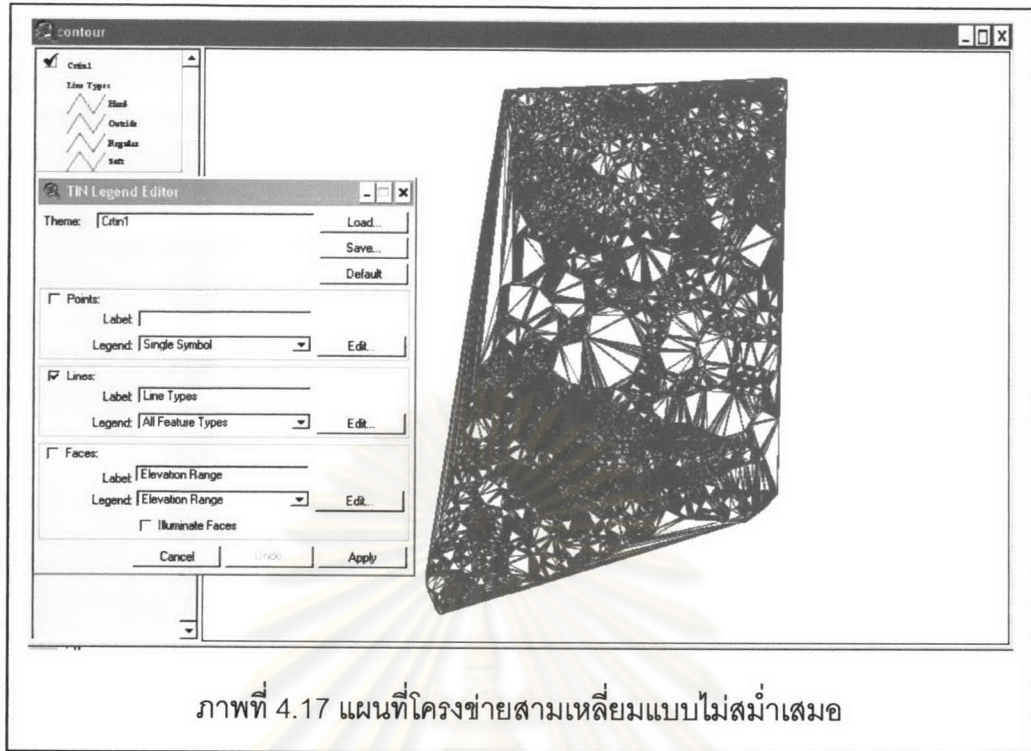 contour
Crtin1
Line Types
Hard
Outside
Regular
Soft
TIN Legend Editor
Theme: Crtin1
Load...
Save...
Default
Points:
Label:
Legend: Single Symbol
Edit...
Lines:
Label: Line Types
Legend: All Feature Types
Edit...
Faces:
Label: Elevation Range
Legend: Elevation Range
Edit...
Illuminate Faces
Cancel
Undo
Apply
ภาพที่ 4.17 แผนที่โครงข่ายสามเหลี่ยมแบบไม่สม่ำเสมอ